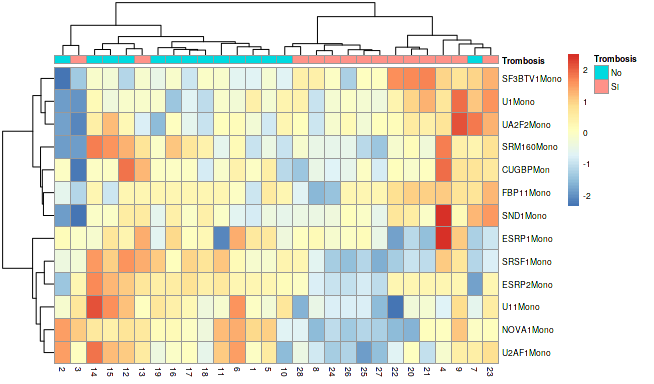 Trombosis
SF3BTV1Mono
U1Mono
UA2F2Mono
SRM160Mono
CUGBPMon
FBP11Mono
SND1Mono
ESRP1Mono
SRSF1Mono
ESRP2Mono
U11Mono
NOVA1Mono
U2AF1Mono
2 3 14 15 12 13 19 16 17 18 11 6 1 5 10 28 8 24 26 25 27 22 20 21 4 9 7 23
2
1
0
-1
-2
Trombosis
No
SI